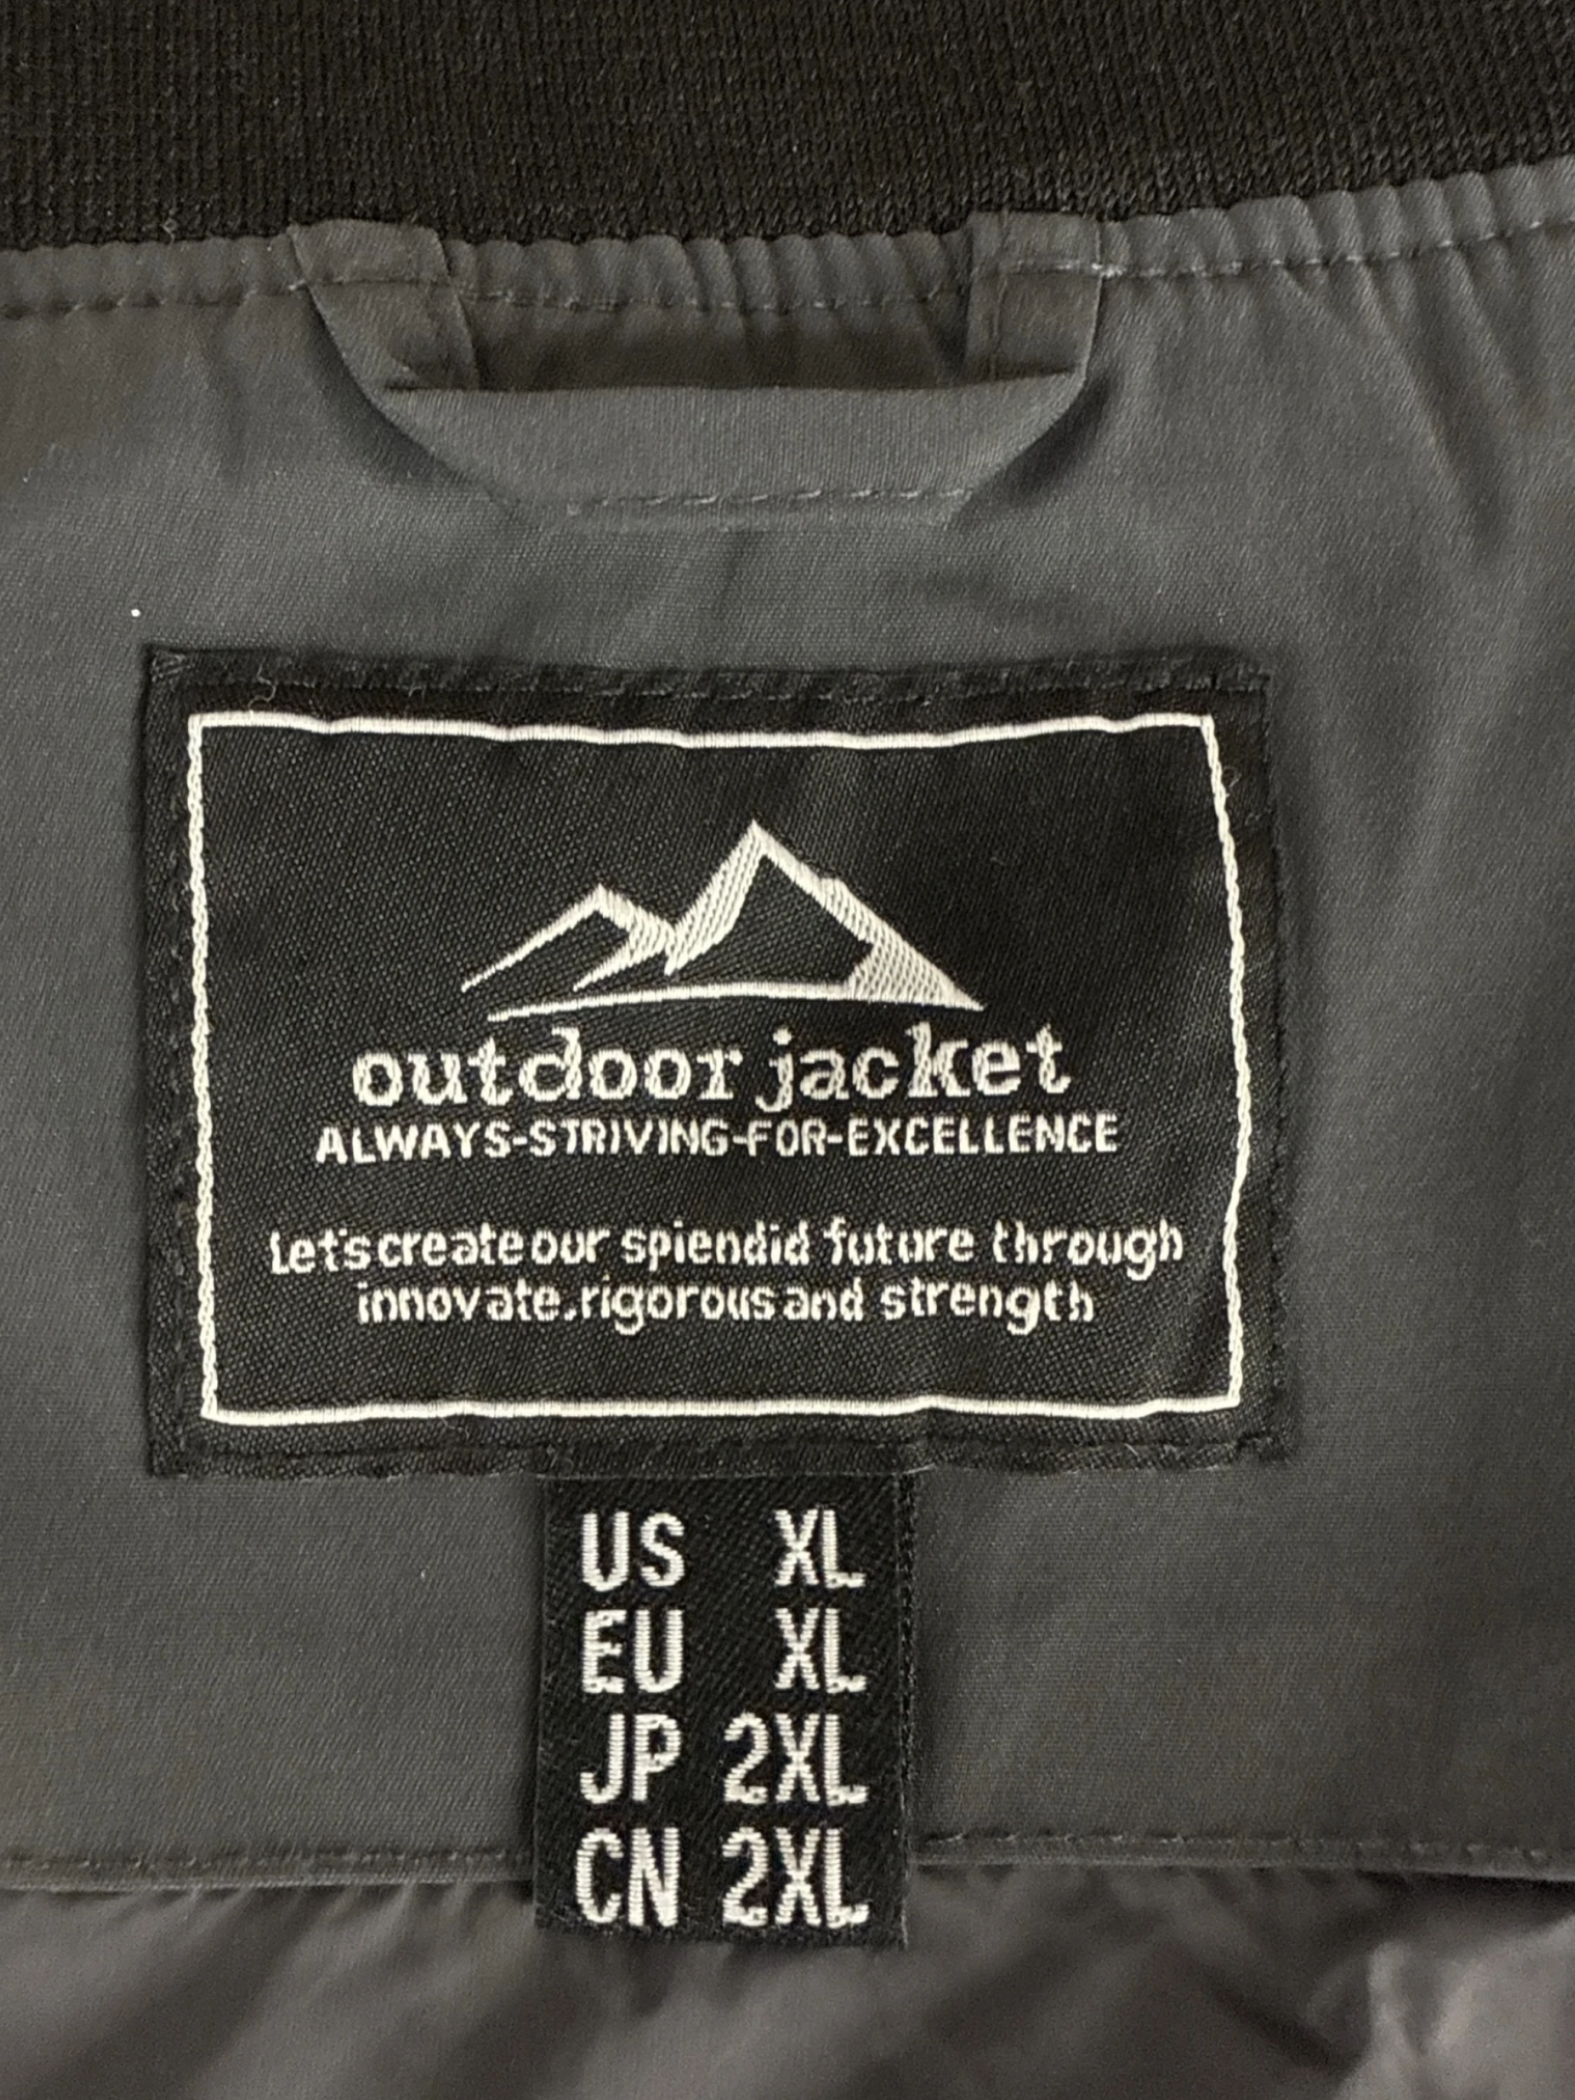 outdoor jacket
ALWAYS-STRIVING-FOR-EXCELLENCE
Let's create our spiendid future through
innovate.rigorous and strength
US XL
EU XL
JP 2XL
CN 2XL